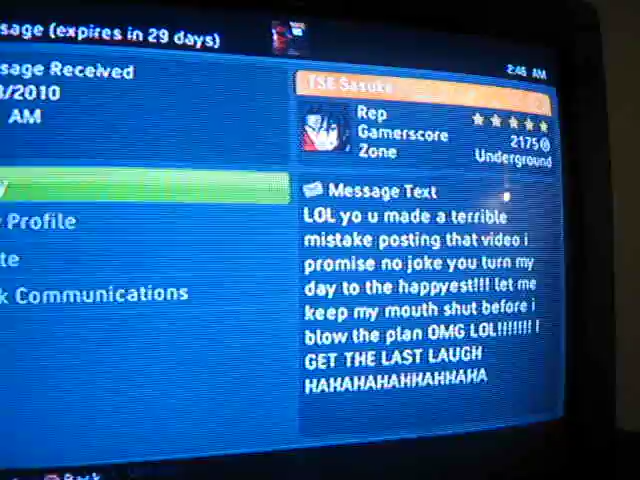 sage (expires in 29 days)
2:46 AM
sage Received
/2010
AM
TSE Sasuke
Rep
Gamerscore
2175
Zone
Underground
Profile
te
k Communications
Message Text
LOL yo u made a terrible
mistake posting that video i
promise no joke you turn my
day to the happyest!!! let me
keep my mouth shut before i
blow the plan OMG LOL!!!!!!! I
GET THE LAST LAUGH
HAHAHAHAHHAHHAHA
Back